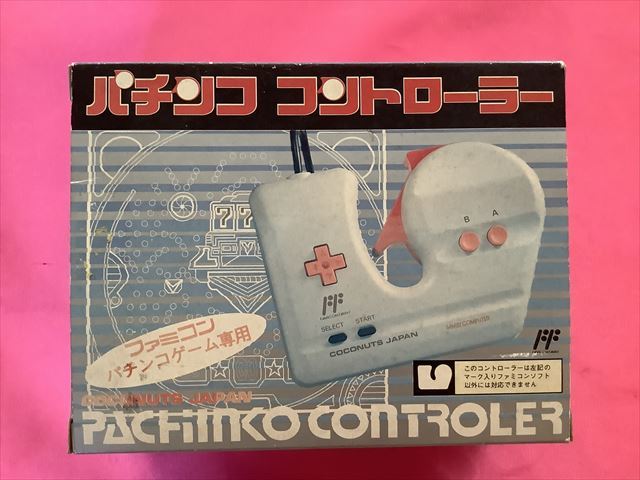 パチンコ コントローラー
77
B A
SELECT START
COCONUTS JAPAN
FAMILY COMPUTER
ファミコン
パチンコゲーム専用
このコントローラーは左記の
マーク入りファミコンソフト
以外には対応できません
COCONUTS JAPAN
PACHINKO CONTROLER